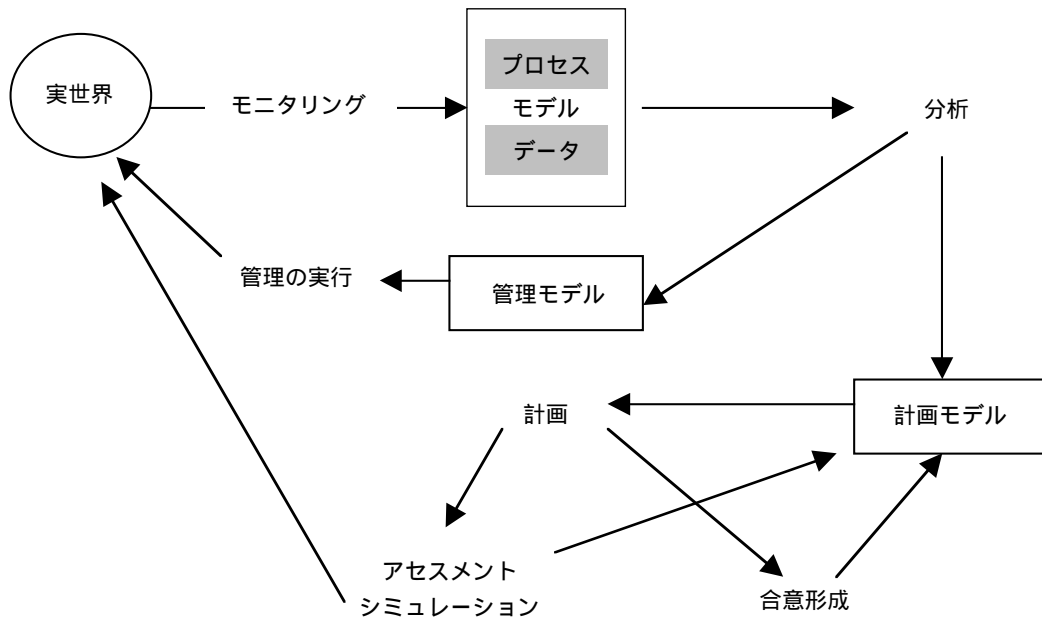 プロセス
実世界
モニタリング
モデル
分析
データ
管理の実行
管理モデル
計画
計画モデル
アセスメント
シミュレーション
合意形成